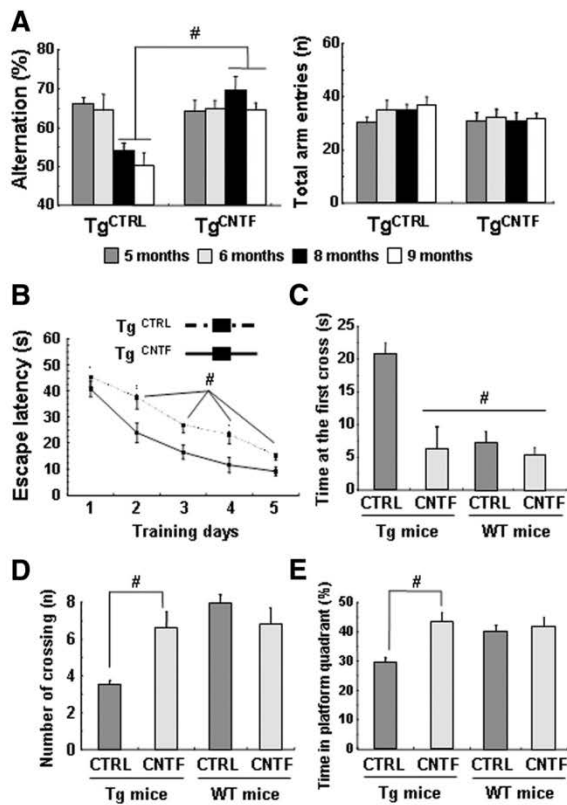 A
#
Alternation (%)
80
70
60
50
40
Tg^CTRL Tg^CNTF
Total arm entries (n)
80
60
40
20
0
Tg^CTRL Tg^CNTF
5 months 6 months 8 months 9 months
B
Tg CTRL
Tg CNTF
#
Escape latency (s)
60
50
40
30
20
10
0
1 2 3 4 5
Training days
C
Time at the first cross (s)
25
20
15
10
5
0
#
CTRL CNTF CTRL CNTF
Tg mice WT mice
D
Number of crossing (n)
8
6
4
2
0
#
CTRL CNTF CTRL CNTF
Tg mice WT mice
E
Time in platform quadrant (%)
50
40
30
20
10
0
#
CTRL CNTF CTRL CNTF
Tg mice WT mice